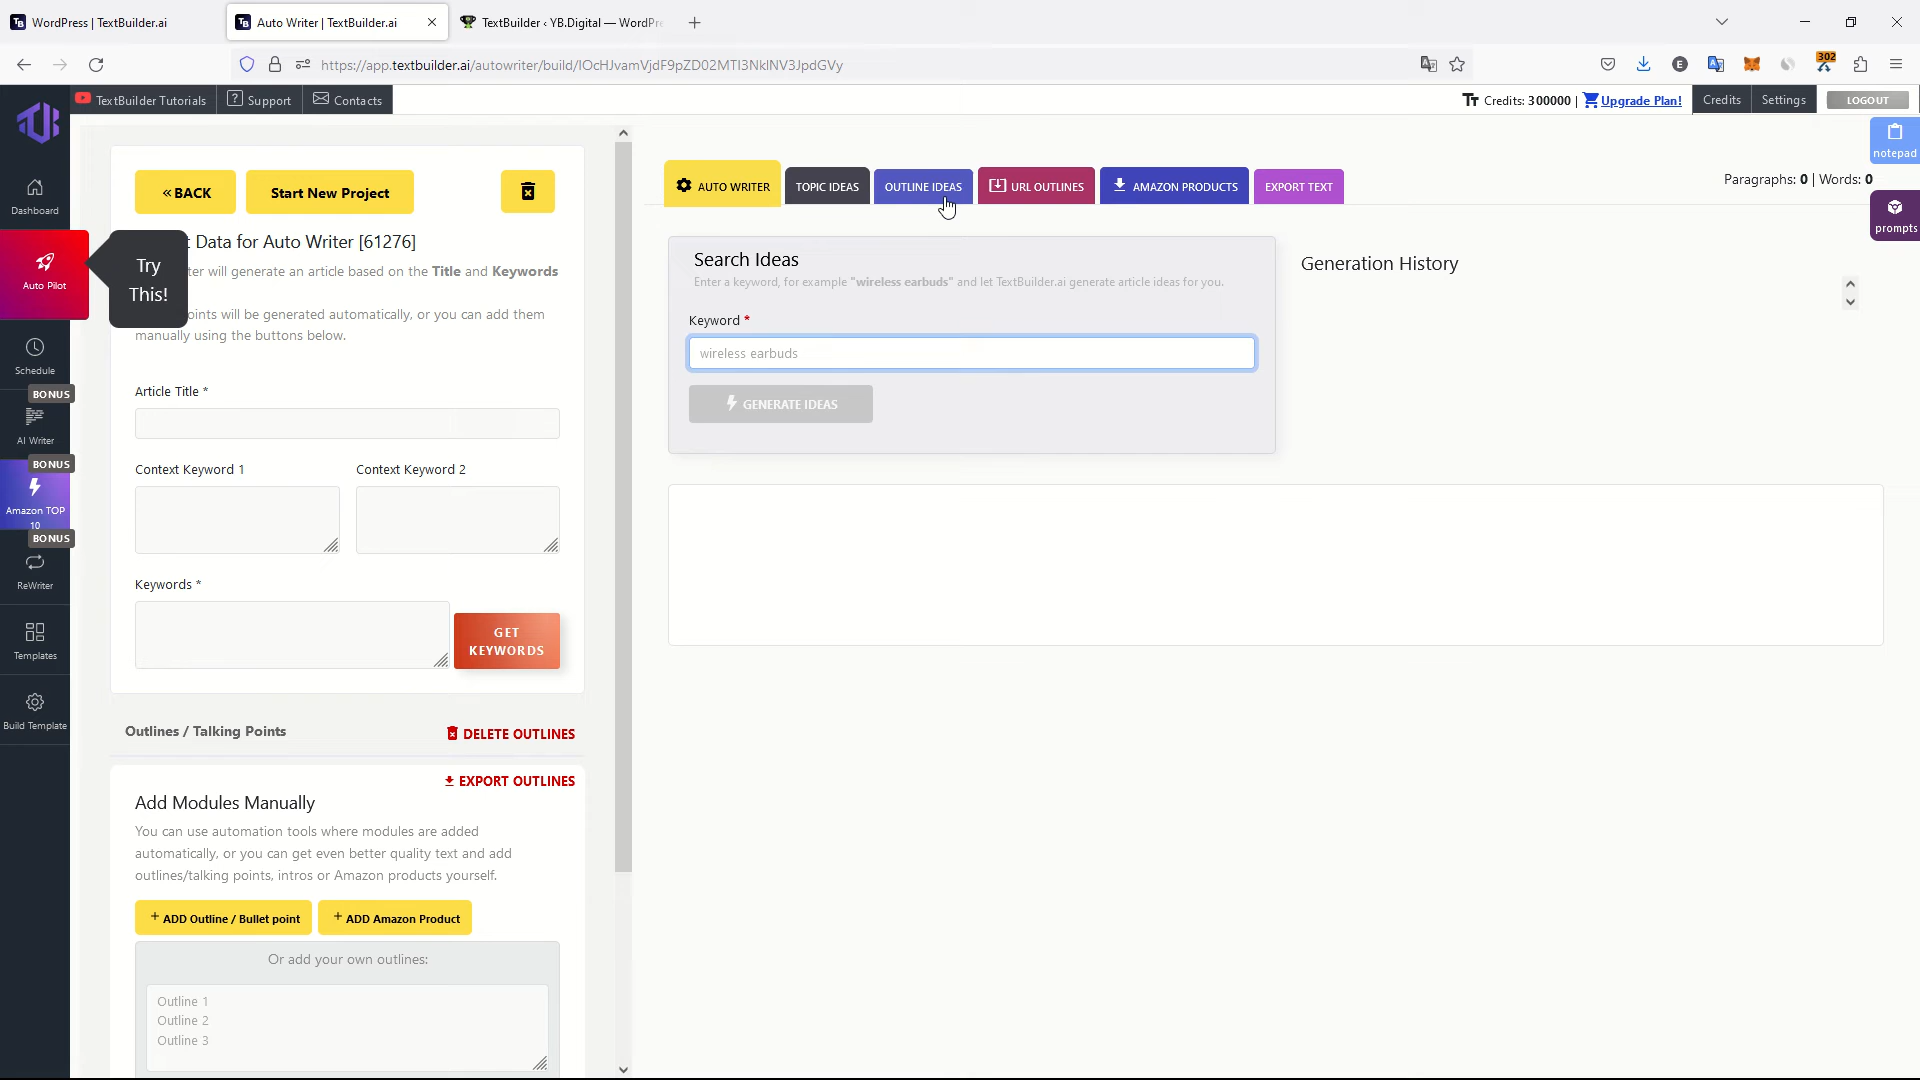 WordPress | TextBuilder.ai
Auto Writer | TextBuilder.ai
TextBuilder ‹ YB.Digital — WordPre
https://app.textbuilder.ai/autowriter/build/
302
TextBuilder Tutorials
Support
Contacts
Credits: 300000 | Upgrade Plan!
Credits
Settings
LOGOUT
notepad
prompts
Dashboard
Auto Pilot
Try
This!
Schedule
BONUS
AI Writer
BONUS
Amazon TOP
10
BONUS
ReWriter
Templates
Build Template
«BACK
Start New Project
t Data for Auto Writer [61276]
ter will generate an article based on the Title and Keywords
oints will be generated automatically, or you can add them
manually using the buttons below.
Article Title *
Context Keyword 1
Context Keyword 2
Keywords *
GET
KEYWORDS
Outlines / Talking Points
DELETE OUTLINES
EXPORT OUTLINES
Add Modules Manually
You can use automation tools where modules are added
automatically, or you can get even better quality text and add
outlines/talking points, intros or Amazon products yourself.
+ ADD Outline / Bullet point
+ ADD Amazon Product
Or add your own outlines:
Outline 1
Outline 2
Outline 3
AUTO WRITER
TOPIC IDEAS
OUTLINE IDEAS
URL OUTLINES
AMAZON PRODUCTS
EXPORT TEXT
Paragraphs: 0 | Words: 0
Search Ideas
Enter a keyword, for example "wireless earbuds" and let TextBuilder.ai generate article ideas for you.
Keyword *
wireless earbuds
GENERATE IDEAS
Generation History